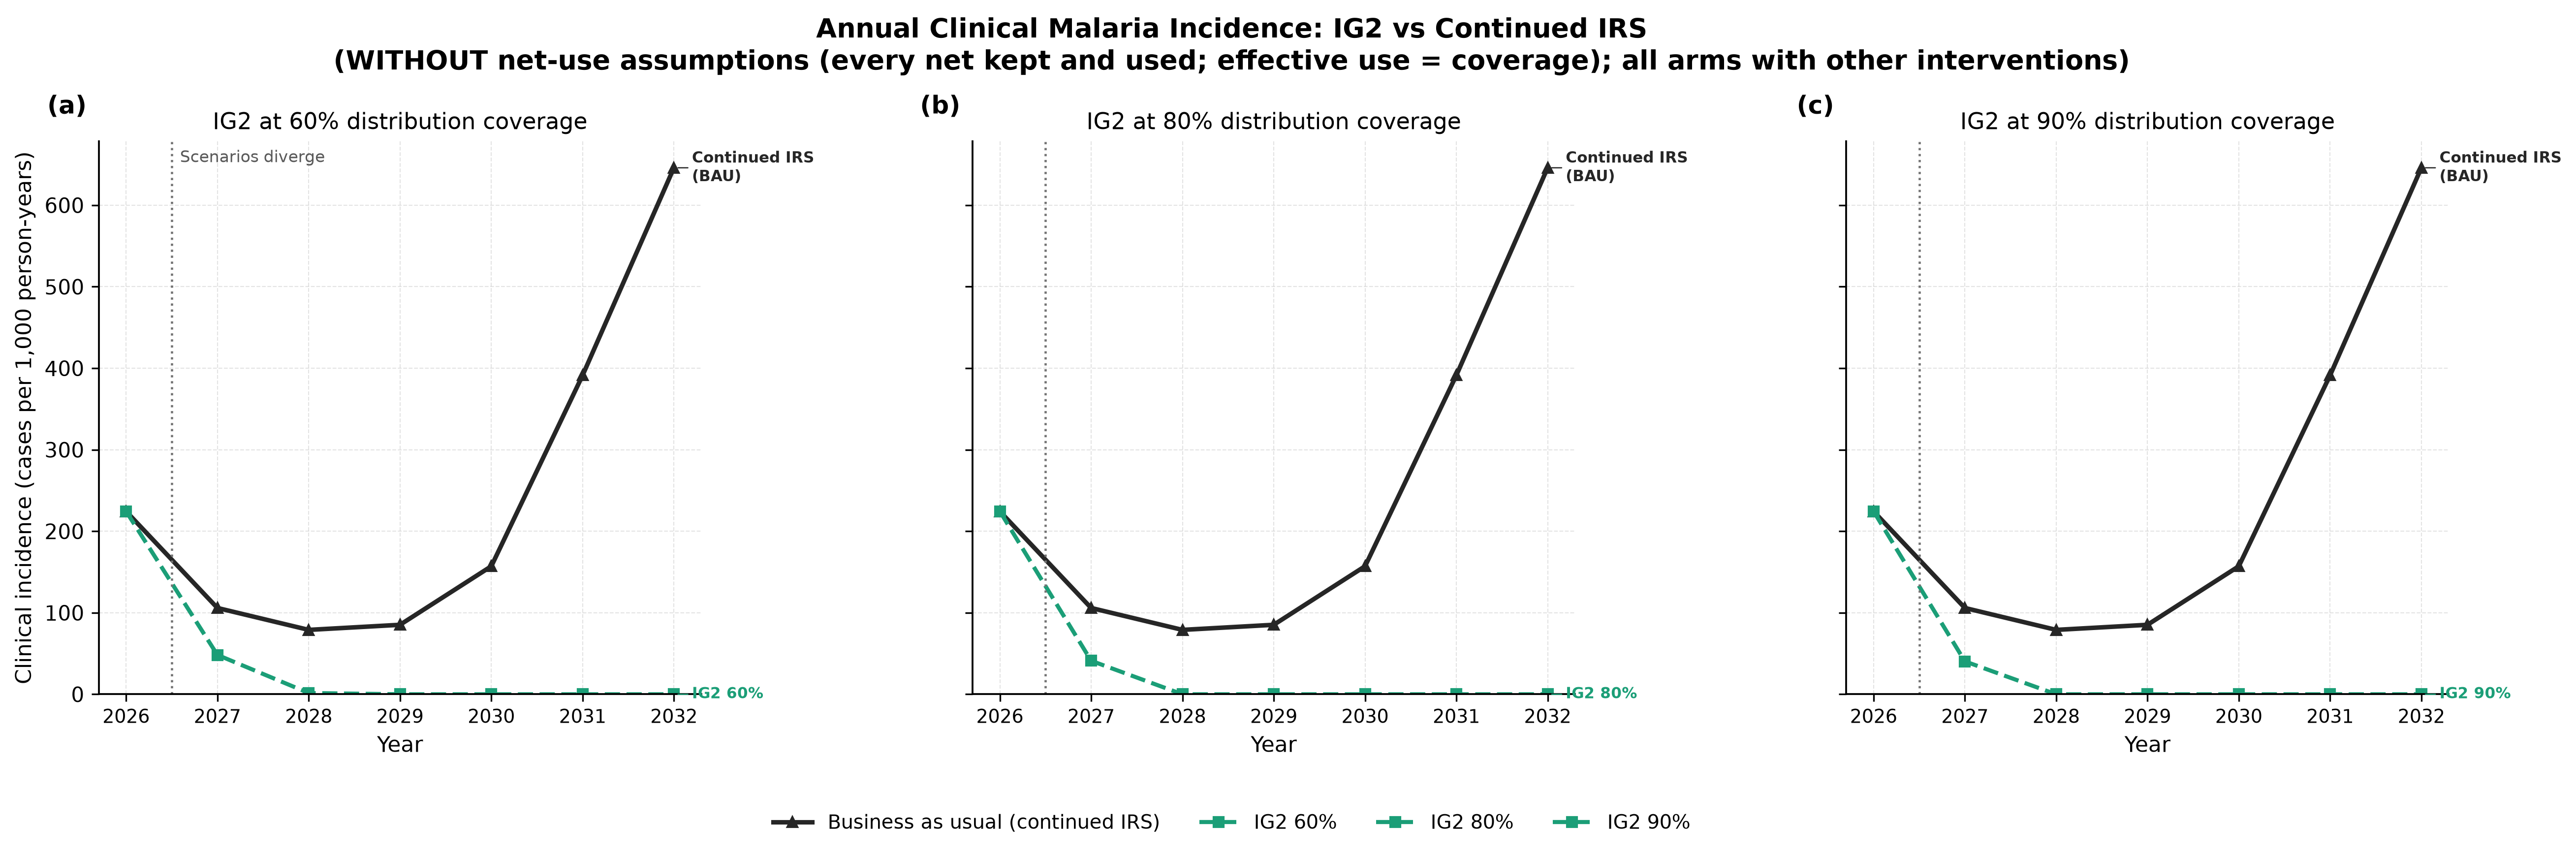 Annual Clinical Malaria Incidence: IG2 vs Continued IRS
(WITHOUT net-use assumptions (every net kept and used; effective use = coverage); all arms with other interventions)
(a)
IG2 at 60% distribution coverage
Scenarios diverge
Continued IRS
(BAU)
Clinical incidence (cases per 1,000 person-years)
600
500
400
300
200
100
0
IG2 60%
2026 2027 2028 2029 2030 2031 2032
Year
(b)
IG2 at 80% distribution coverage
Continued IRS
(BAU)
IG2 80%
2026 2027 2028 2029 2030 2031 2032
Year
(c)
IG2 at 90% distribution coverage
Continued IRS
(BAU)
IG2 90%
2026 2027 2028 2029 2030 2031 2032
Year
Business as usual (continued IRS) IG2 60% IG2 80% IG2 90%